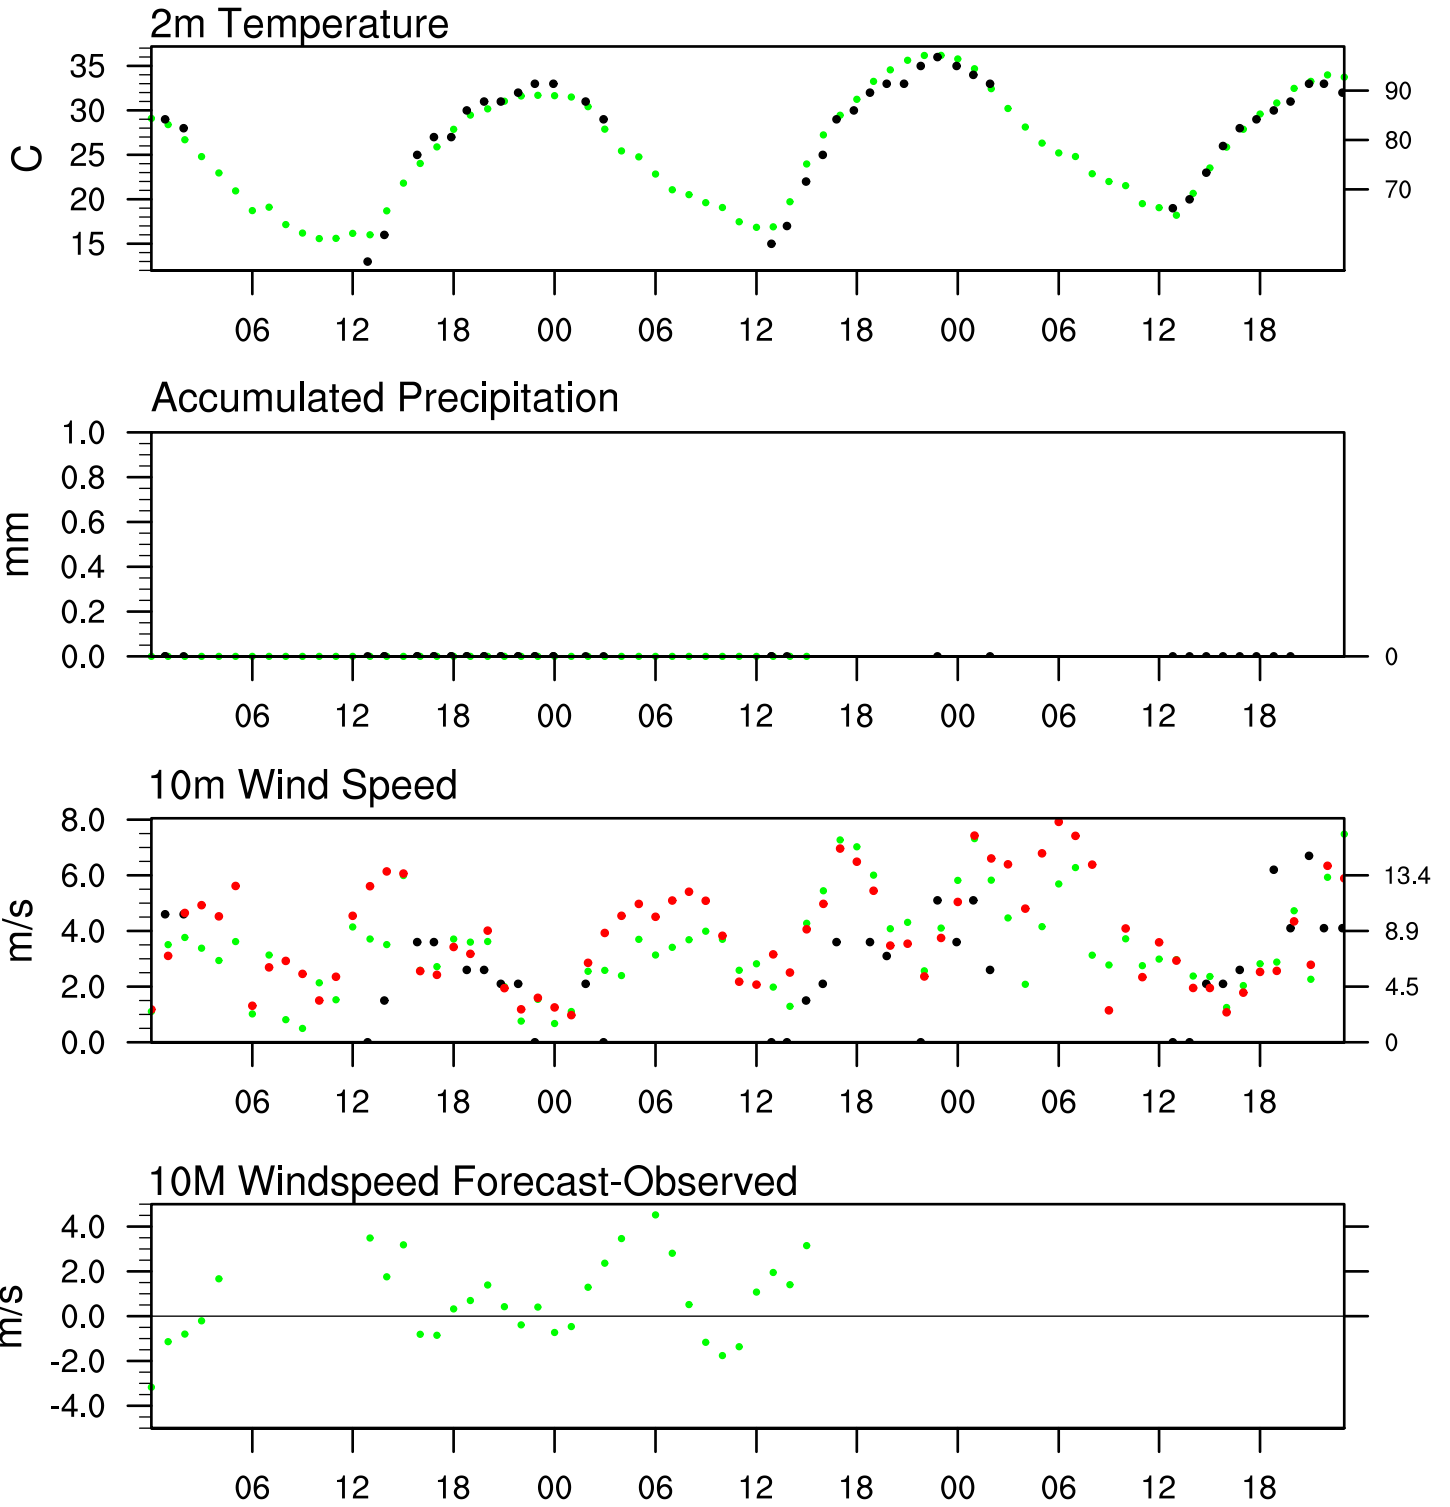 2m Temperature
35
30
25
20
15
C
90
80
70
06 12 18 00 06 12 18 00 06 12 18
Accumulated Precipitation
1.0
0.8
0.6
0.4
0.2
0.0
mm
0
06 12 18 00 06 12 18 00 06 12 18
10m Wind Speed
8.0
6.0
4.0
2.0
0.0
m/s
13.4
8.9
4.5
0
06 12 18 00 06 12 18 00 06 12 18
10M Windspeed Forecast-Observed
4.0
2.0
0.0
-2.0
-4.0
m/s
06 12 18 00 06 12 18 00 06 12 18